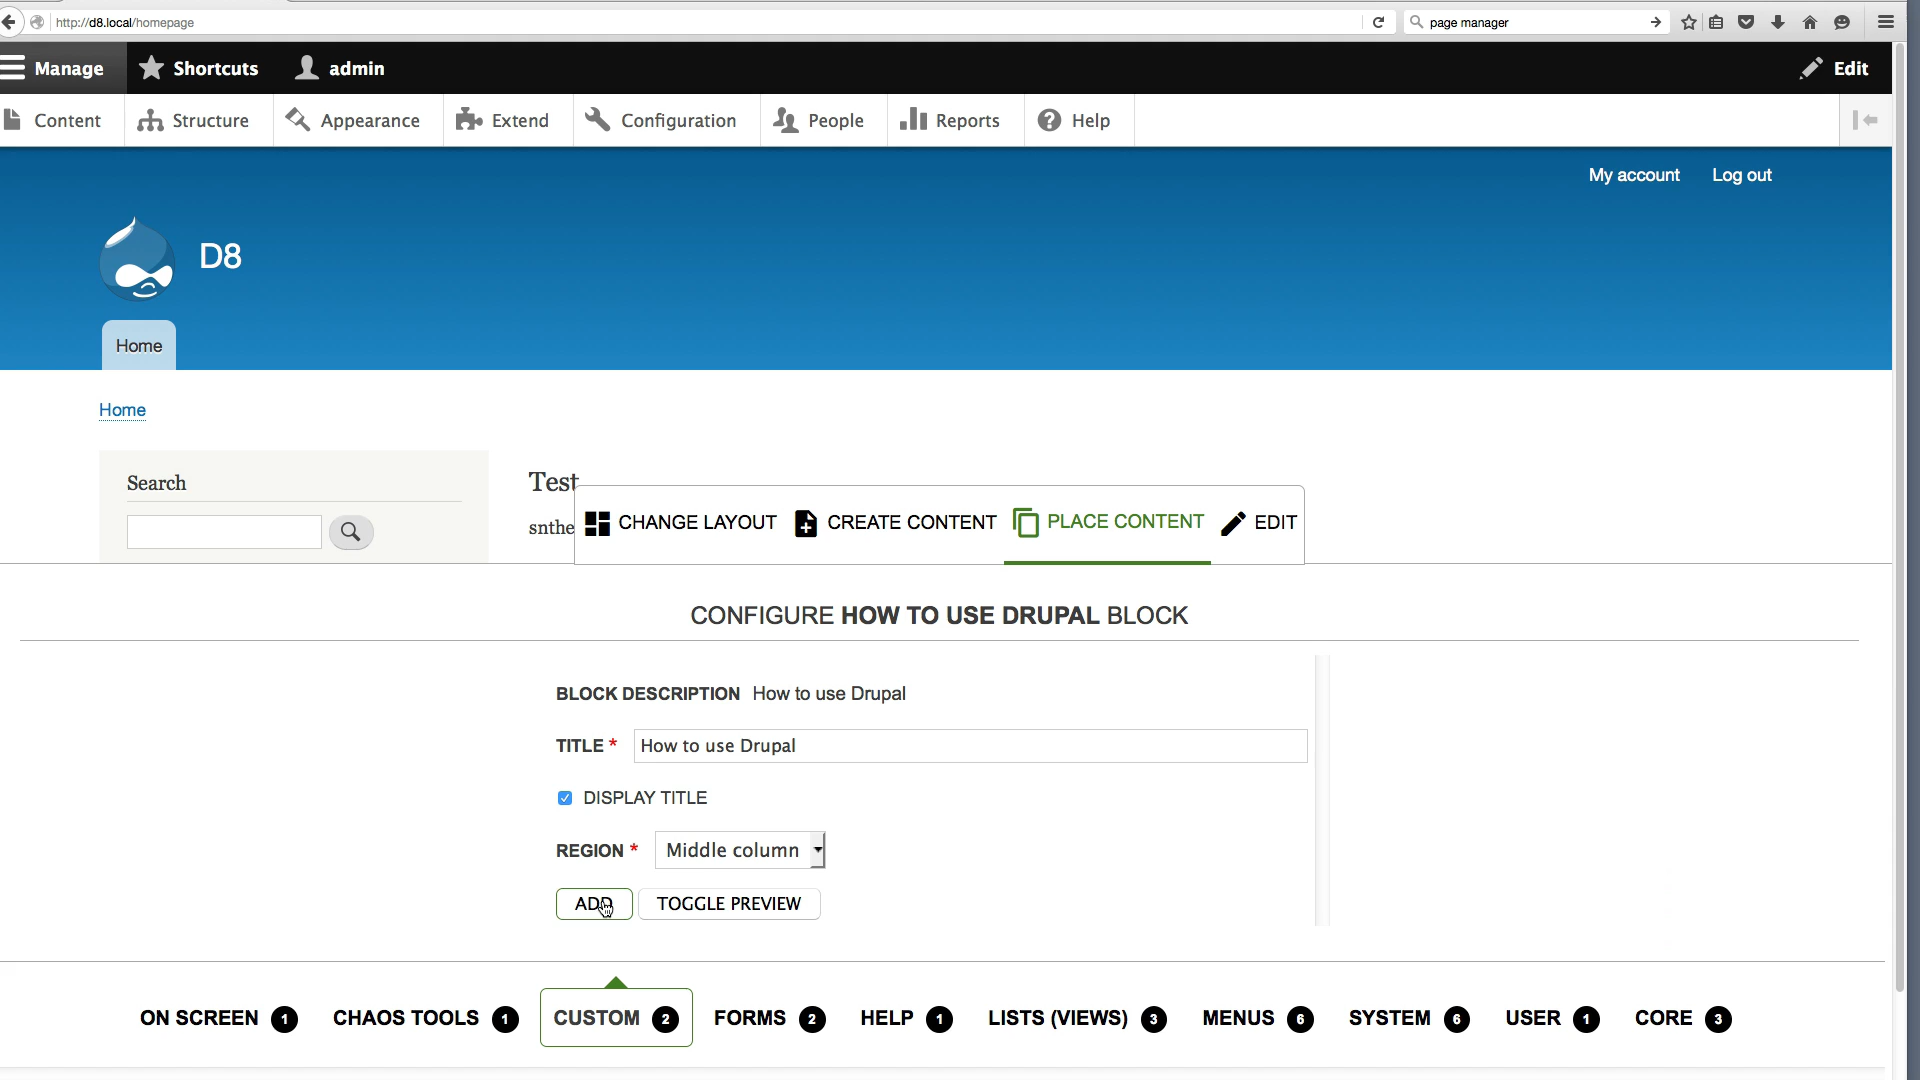 http://d8.local/homepage page manager
Manage Shortcuts admin Edit
Content Structure Appearance Extend Configuration People Reports Help
My account Log out
D8
Home
Home
Search
Test
snthe
CHANGE LAYOUT CREATE CONTENT PLACE CONTENT EDIT
CONFIGURE HOW TO USE DRUPAL BLOCK
BLOCK DESCRIPTION How to use Drupal
TITLE * How to use Drupal
DISPLAY TITLE
REGION * Middle column
ADD TOGGLE PREVIEW
ON SCREEN 1 CHAOS TOOLS 1 CUSTOM 2 FORMS 2 HELP 1 LISTS (VIEWS) 3 MENUS 6 SYSTEM 6 USER 1 CORE 3